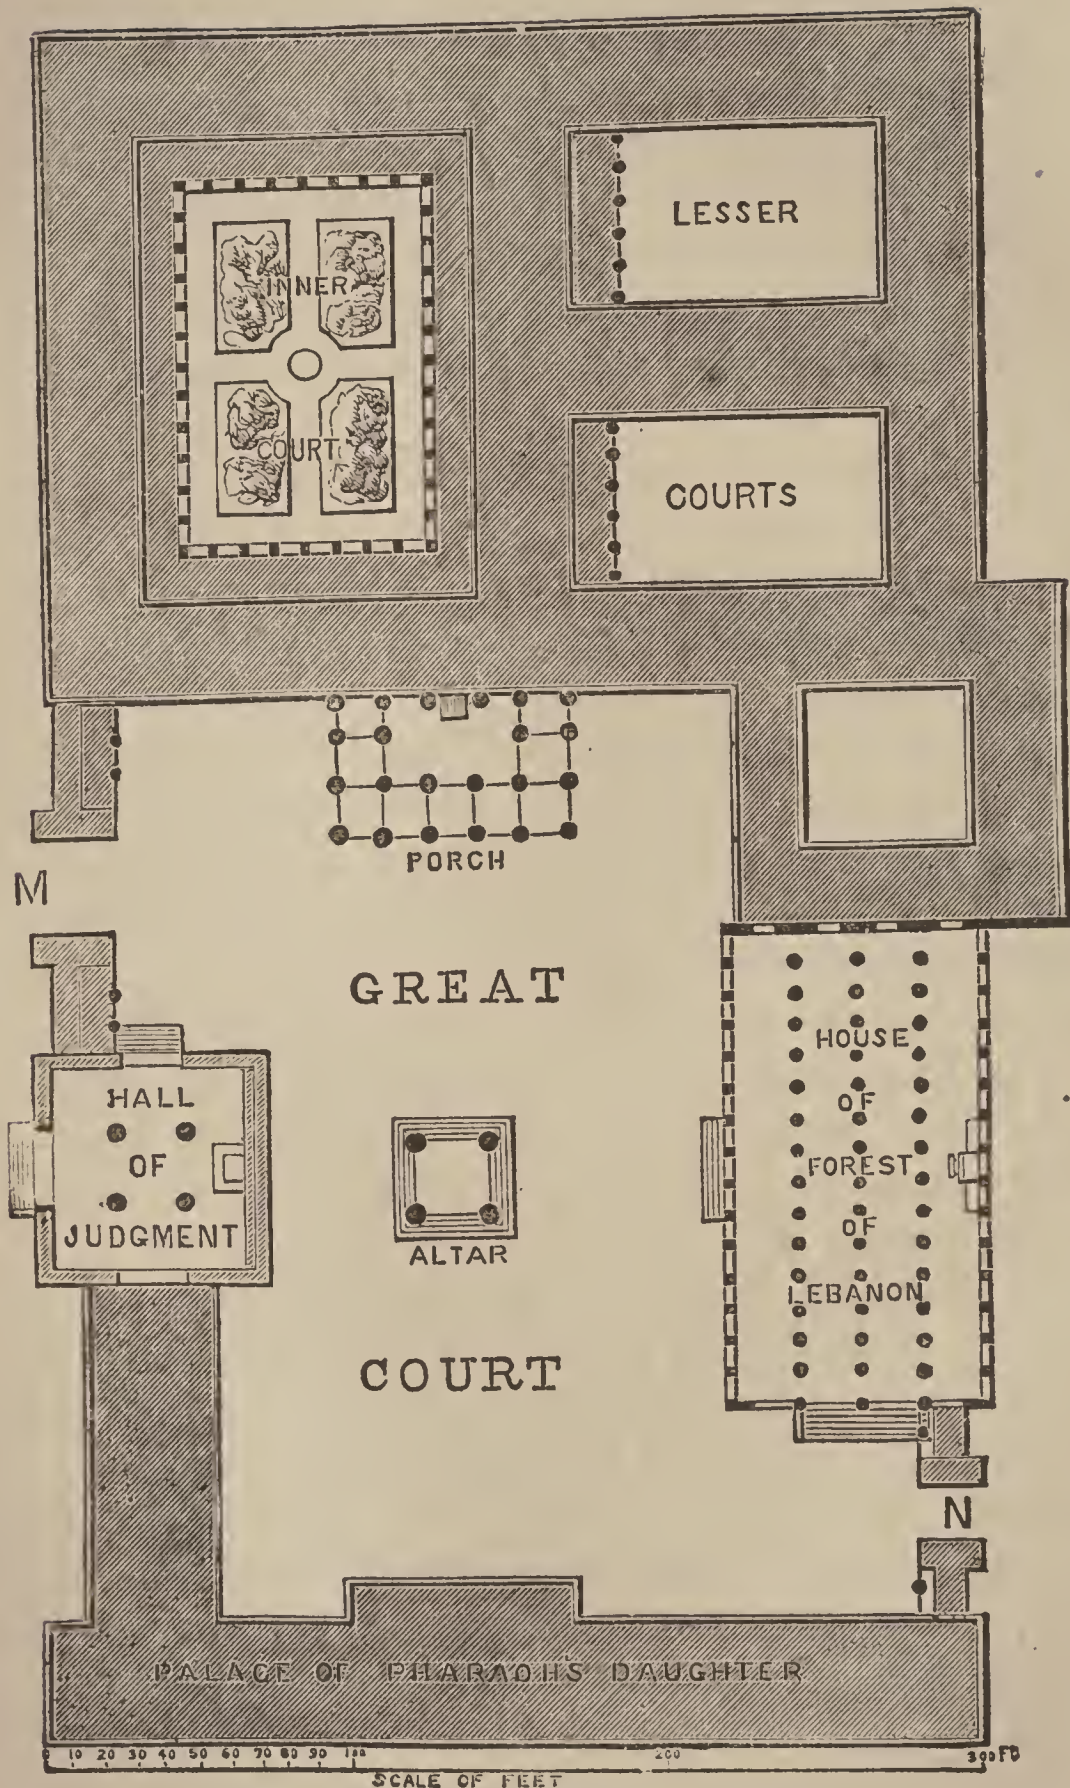 LESSER
INNER
COURT
COURTS
PORCH
M
GREAT
HOUSE
OF
FOREST
OF
LEBANON
HALL
OF
JUDGMENT
ALTAR
COURT
N
PALACE OF PHARAOH'S DAUGHTER
0 10 20 30 40 50 60 70 80 90 100 200 300 FT
SCALE OF FEET